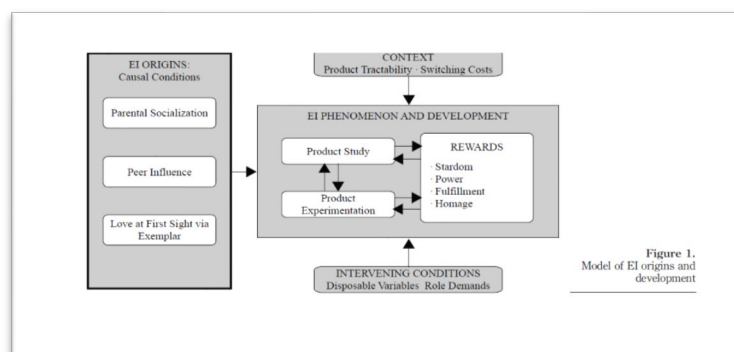 EI ORIGINS:
Causal Conditions
Parental Socialization
Peer Influence
Love at First Sight via
Exemplar
CONTEXT
Product Tractability · Switching Costs
EI PHENOMENON AND DEVELOPMENT
Product Study
Product
Experimentation
REWARDS
· Stardom
· Power
· Fulfillment
· Homage
INTERVENING CONDITIONS
Disposable Variables Role Demands
Figure 1.
Model of EI origins and
development